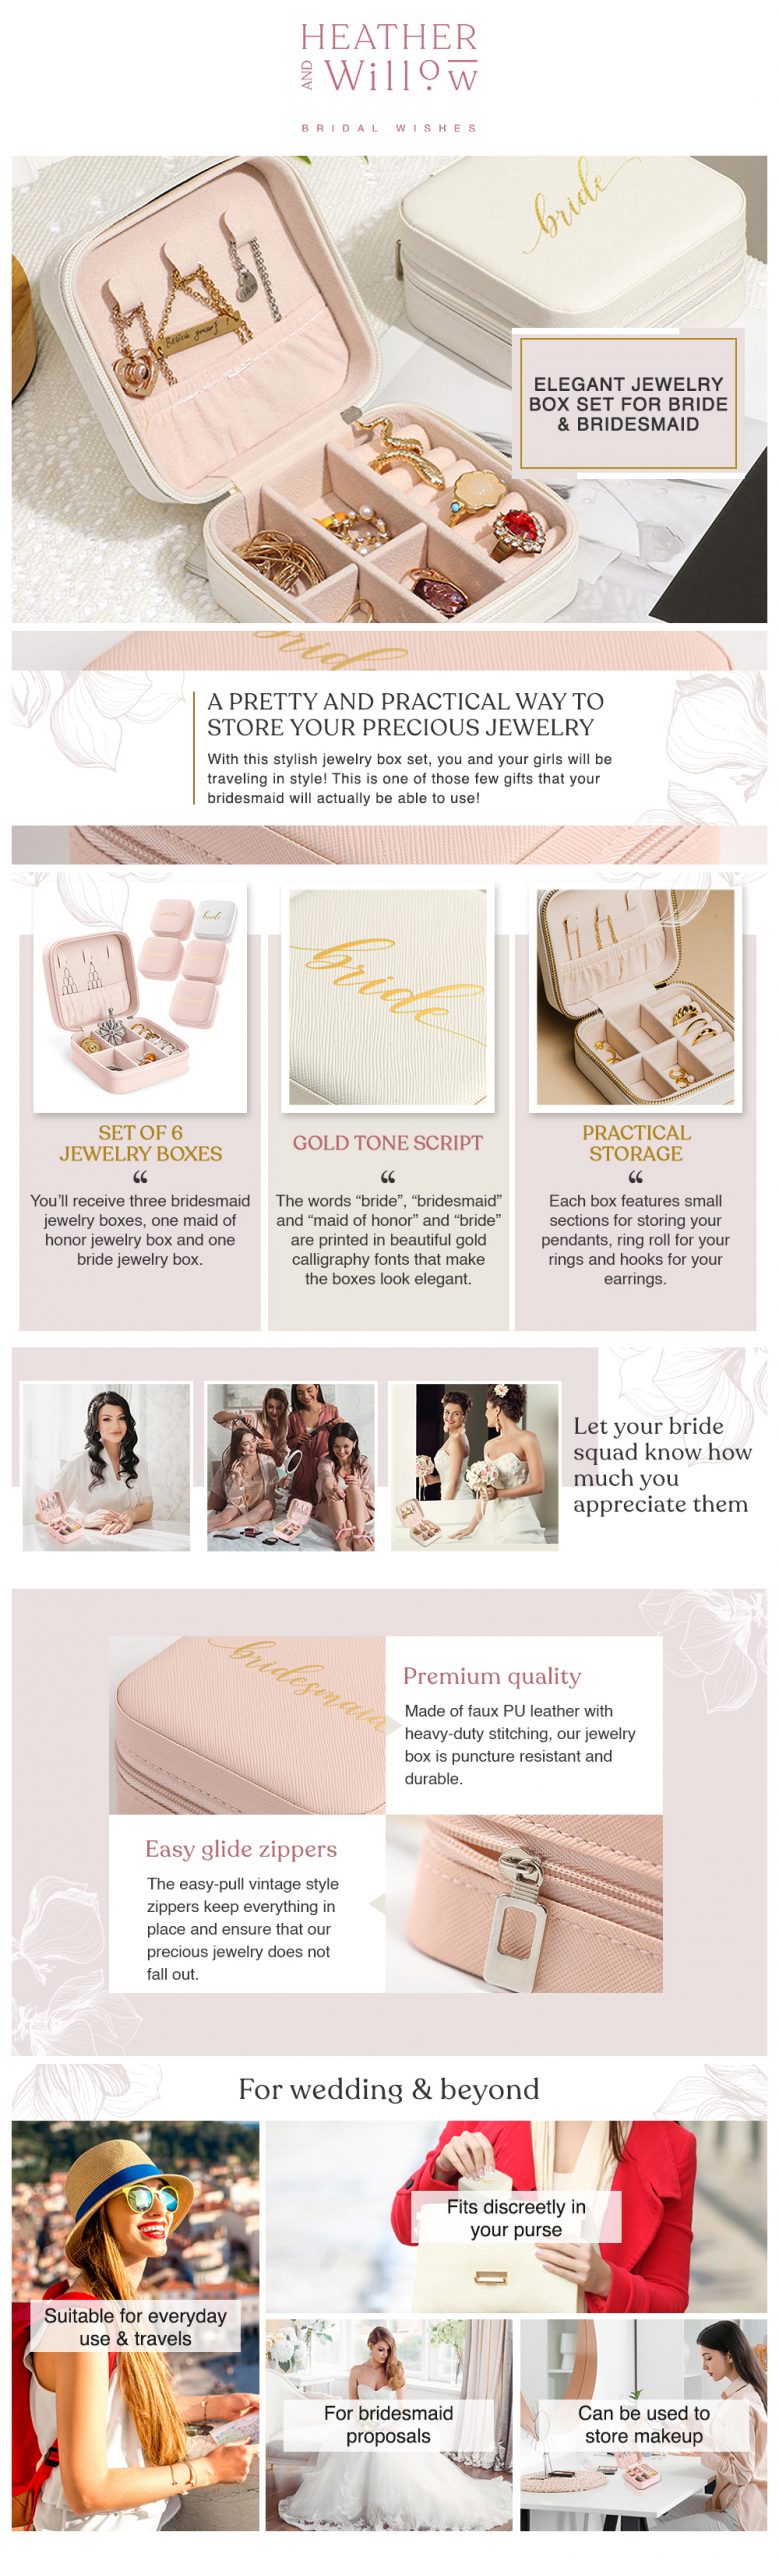 HEATHER
AND Willow
BRIDAL WISHES
bride
Believe yourself!
ELEGANT JEWELRY
BOX SET FOR BRIDE
& BRIDESMAID
bride
A PRETTY AND PRACTICAL WAY TO
STORE YOUR PRECIOUS JEWELRY
With this stylish jewelry box set, you and your girls will be
traveling in style! This is one of those few gifts that your
bridesmaid will actually be able to use!
bride
bride
SET OF 6
JEWELRY BOXES
“
You’ll receive three bridesmaid
jewelry boxes, one maid of
honor jewelry box and one
bride jewelry box.
GOLD TONE SCRIPT
“
The words “bride”, “bridesmaid”
and “maid of honor” and “bride”
are printed in beautiful gold
calligraphy fonts that make
the boxes look elegant.
PRACTICAL
STORAGE
“
Each box features small
sections for storing your
pendants, ring roll for your
rings and hooks for your
earrings.
Let your bride
squad know how
much you
appreciate them
bridesmaid
Premium quality
Made of faux PU leather with
heavy-duty stitching, our jewelry
box is puncture resistant and
durable.
Easy glide zippers
The easy-pull vintage style
zippers keep everything in
place and ensure that our
precious jewelry does not
fall out.
For wedding & beyond
Fits discreetly in
your purse
Suitable for everyday
use & travels
For bridesmaid
proposals
Can be used to
store makeup